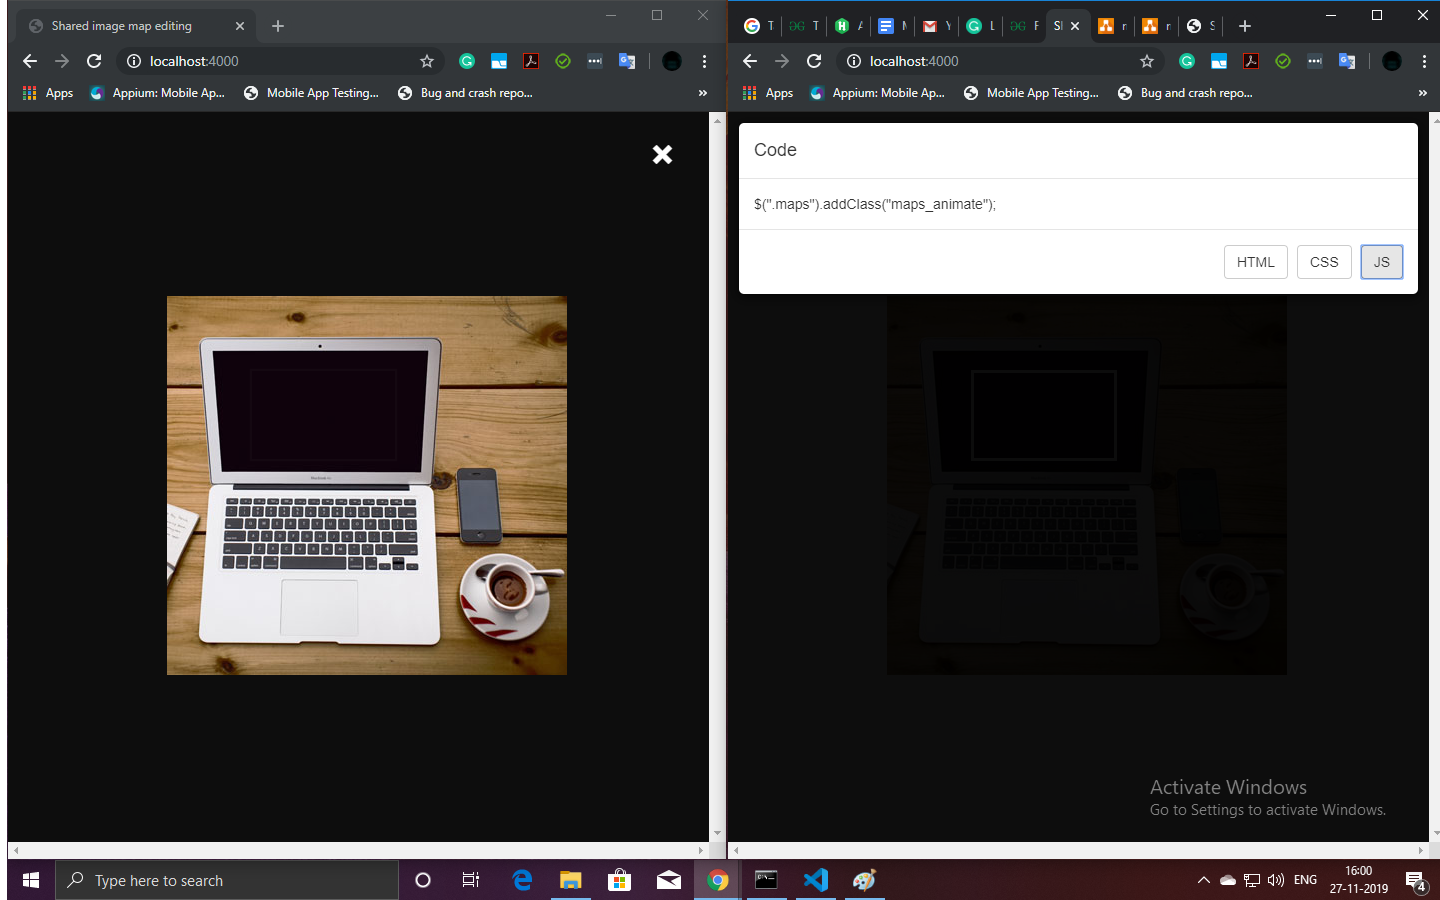 Shared image map editing
localhost:4000
Apps
Appium: Mobile Ap...
Mobile App Testing...
Bug and crash repo...
»
T
T
A
M
Y
L
F
r
r
S
localhost:4000
Apps
Appium: Mobile Ap...
Mobile App Testing...
Bug and crash repo...
»
Code
$(".maps").addClass("maps_animate");
HTML
CSS
JS
Activate Windows
Go to Settings to activate Windows.
Type here to search
ENG
16:00
27-11-2019
4